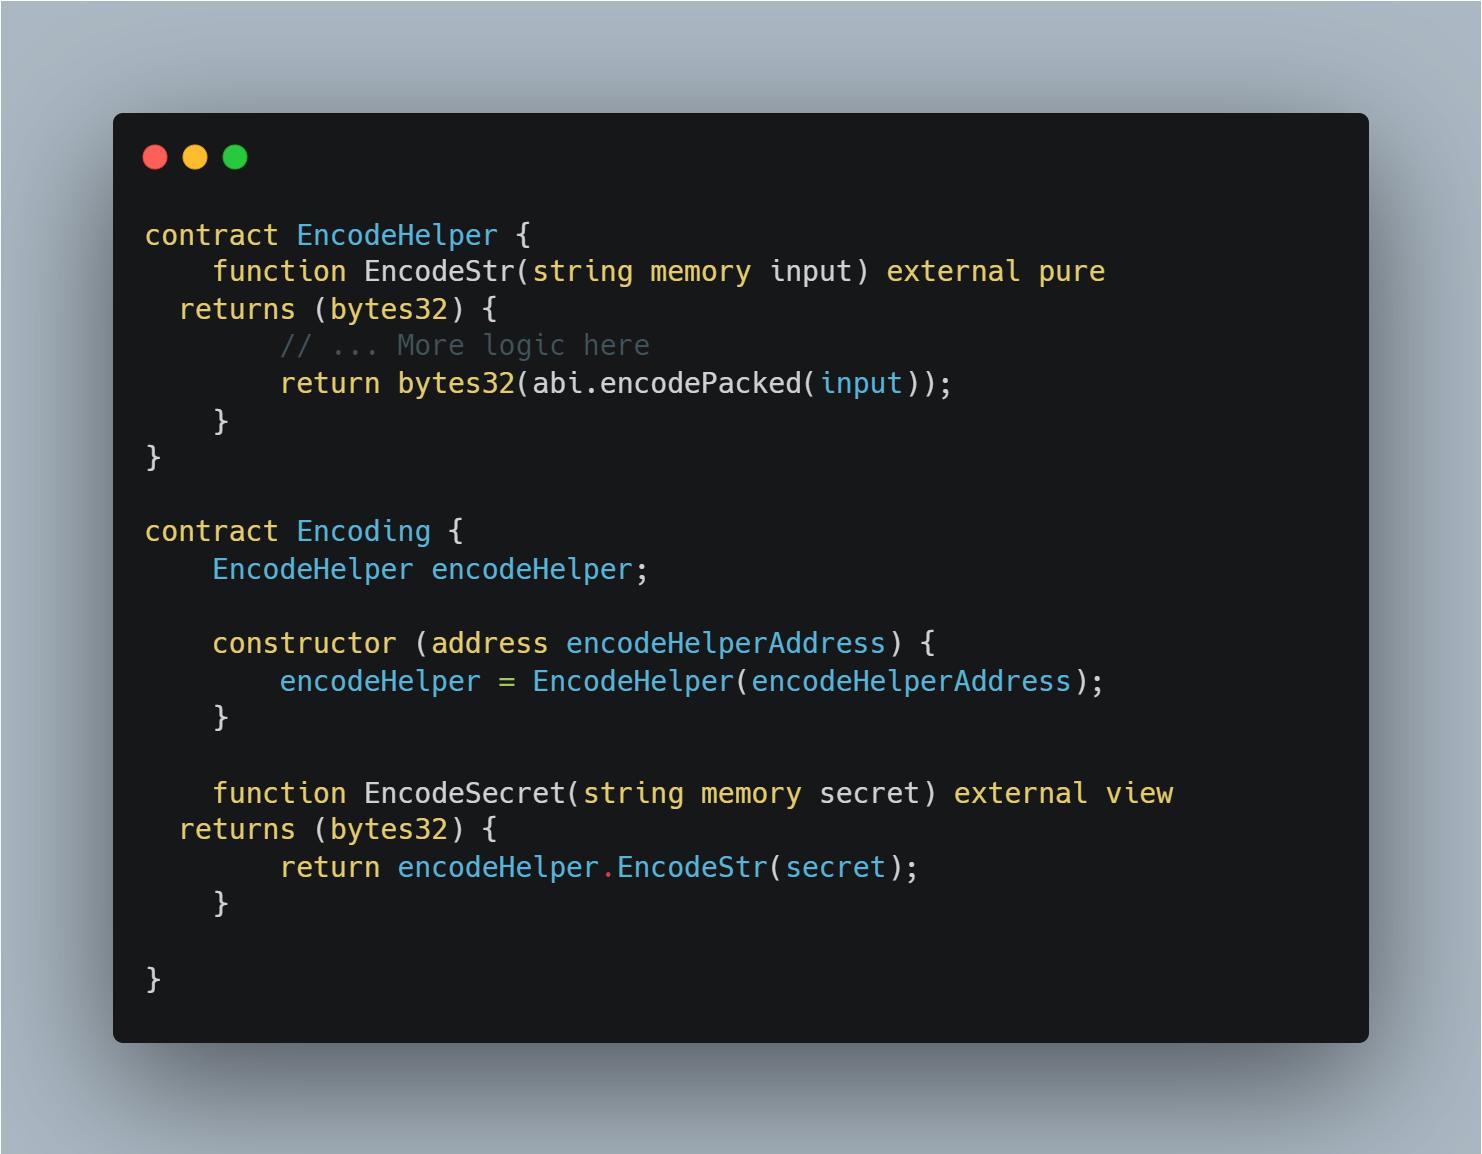 contract EncodeHelper {
    function EncodeStr(string memory input) external pure
  returns (bytes32) {
        // ... More logic here
        return bytes32(abi.encodePacked(input));
    }
}

contract Encoding {
    EncodeHelper encodeHelper;

    constructor (address encodeHelperAddress) {
        encodeHelper = EncodeHelper(encodeHelperAddress);
    }

    function EncodeSecret(string memory secret) external view
  returns (bytes32) {
        return encodeHelper.EncodeStr(secret);
    }

}